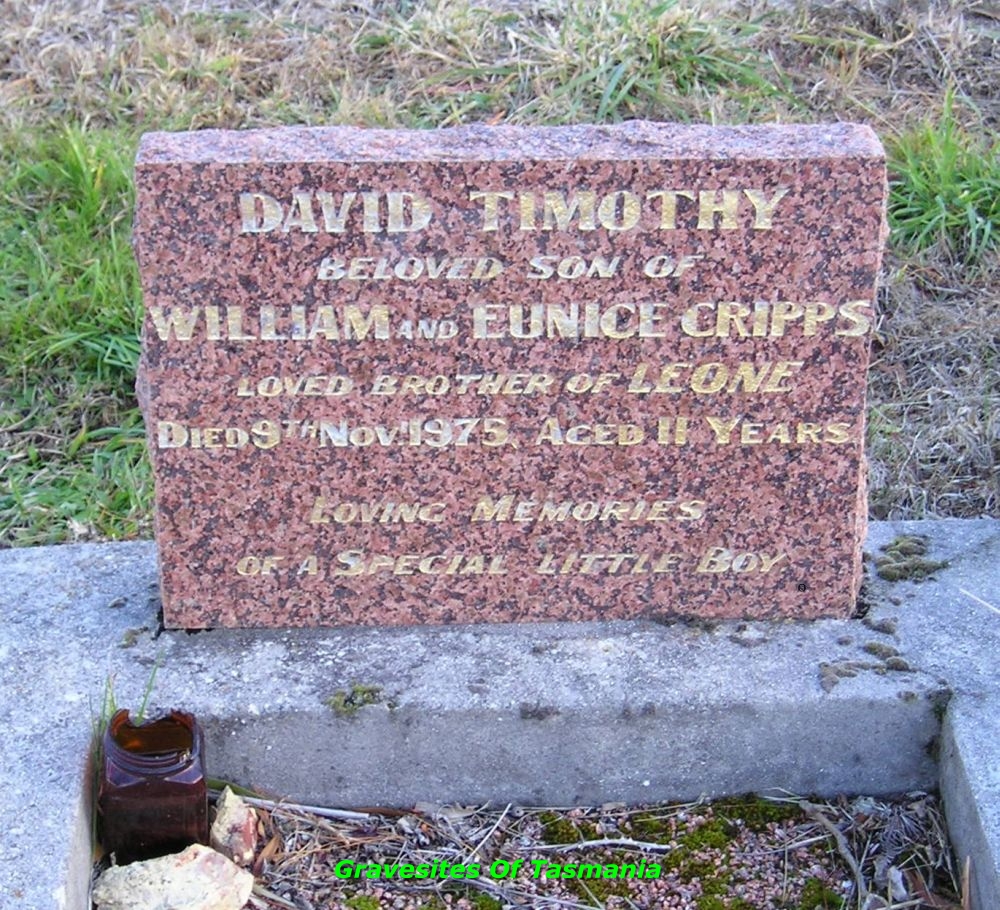 DAVID TIMOTHY
BELOVED SON OF
WILLIAM AND EUNICE CRIPPS
LOVED BROTHER OF LEONE
DIED 9TH NOV. 1975, AGED 11 YEARS
LOVING MEMORIES
OF A SPECIAL LITTLE BOY
Gravesites Of Tasmania